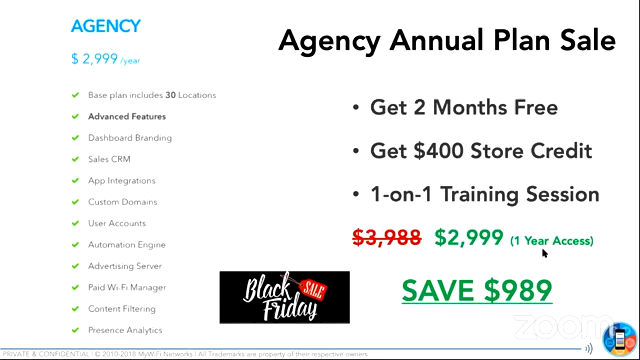 AGENCY
$ 2,999 /year
Base plan includes 30 Locations
Advanced Features
Dashboard Branding
Sales CRM
App Integrations
Custom Domains
User Accounts
Automation Engine
Advertising Server
Paid Wi-Fi Manager
Content Filtering
Presence Analytics
Agency Annual Plan Sale
• Get 2 Months Free
• Get $400 Store Credit
• 1-on-1 Training Session
$3,988 $2,999 (1 Year Access)
SAVE $989
Black
Friday
SALE
zoom
PRIVATE & CONFIDENTIAL | © 2010-2018 MyWiFi Networks | All Trademarks are property of their respective owners